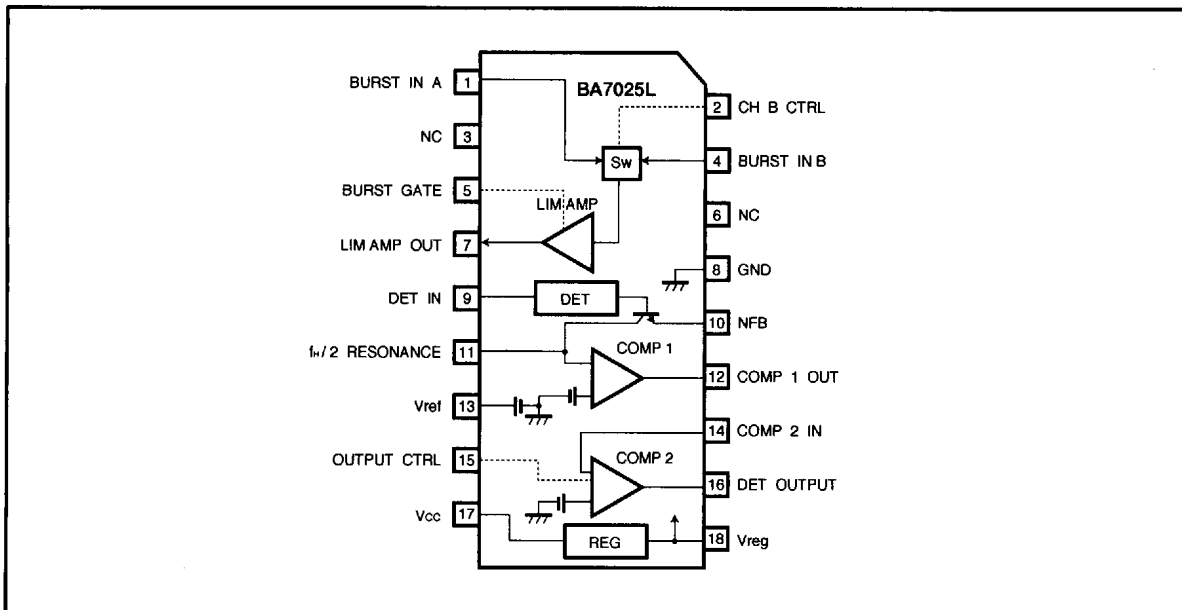 BA7025L
BURST IN A 1
2 CH B CTRL
NC 3
Sw
4 BURST IN B
BURST GATE 5
LIM AMP
6 NC
LIM AMP OUT 7
8 GND
DET IN 9
DET
10 NFB
fH/2 RESONANCE 11
COMP 1
12 COMP 1 OUT
Vref 13
14 COMP 2 IN
OUTPUT CTRL 15
COMP 2
16 DET OUTPUT
Vcc 17
REG
18 Vreg